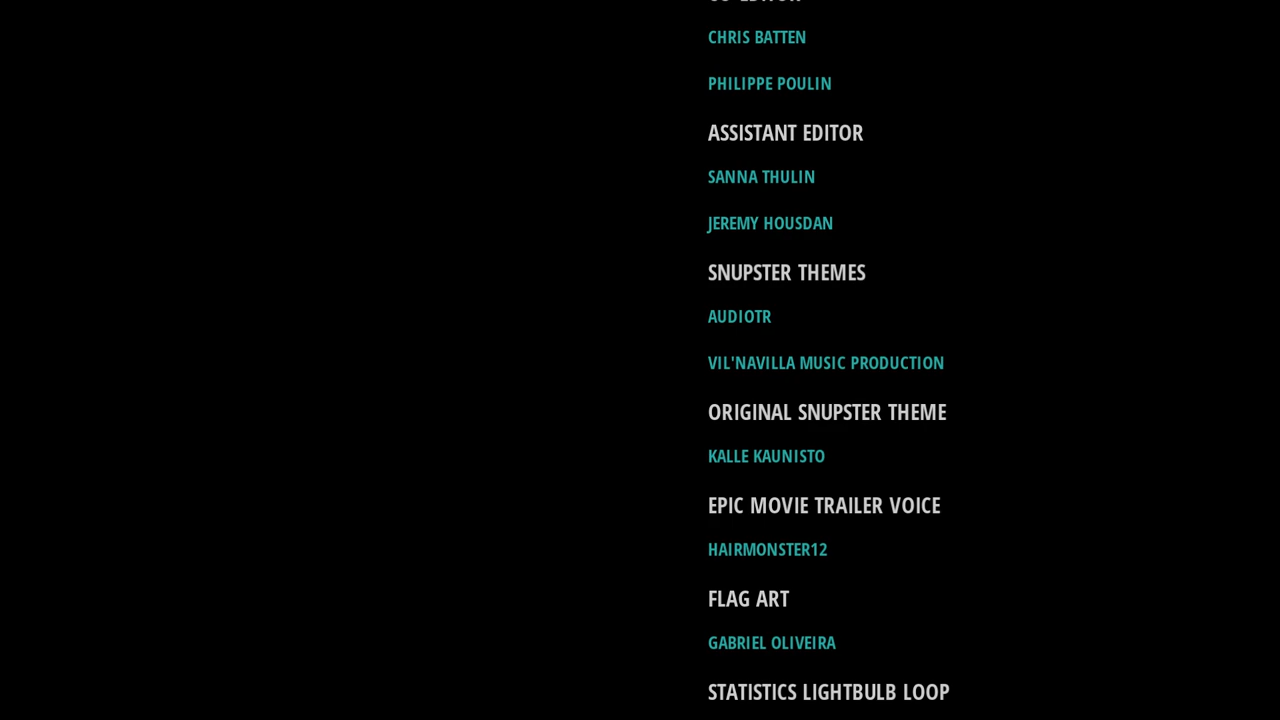 CHRIS BATTEN
PHILIPPE POULIN
ASSISTANT EDITOR
SANNA THULIN
JEREMY HOUSDAN
SNUPSTER THEMES
AUDIOTR
VIL'NAVILLA MUSIC PRODUCTION
ORIGINAL SNUPSTER THEME
KALLE KAUNISTO
EPIC MOVIE TRAILER VOICE
HAIRMONSTER12
FLAG ART
GABRIEL OLIVEIRA
STATISTICS LIGHTBULB LOOP